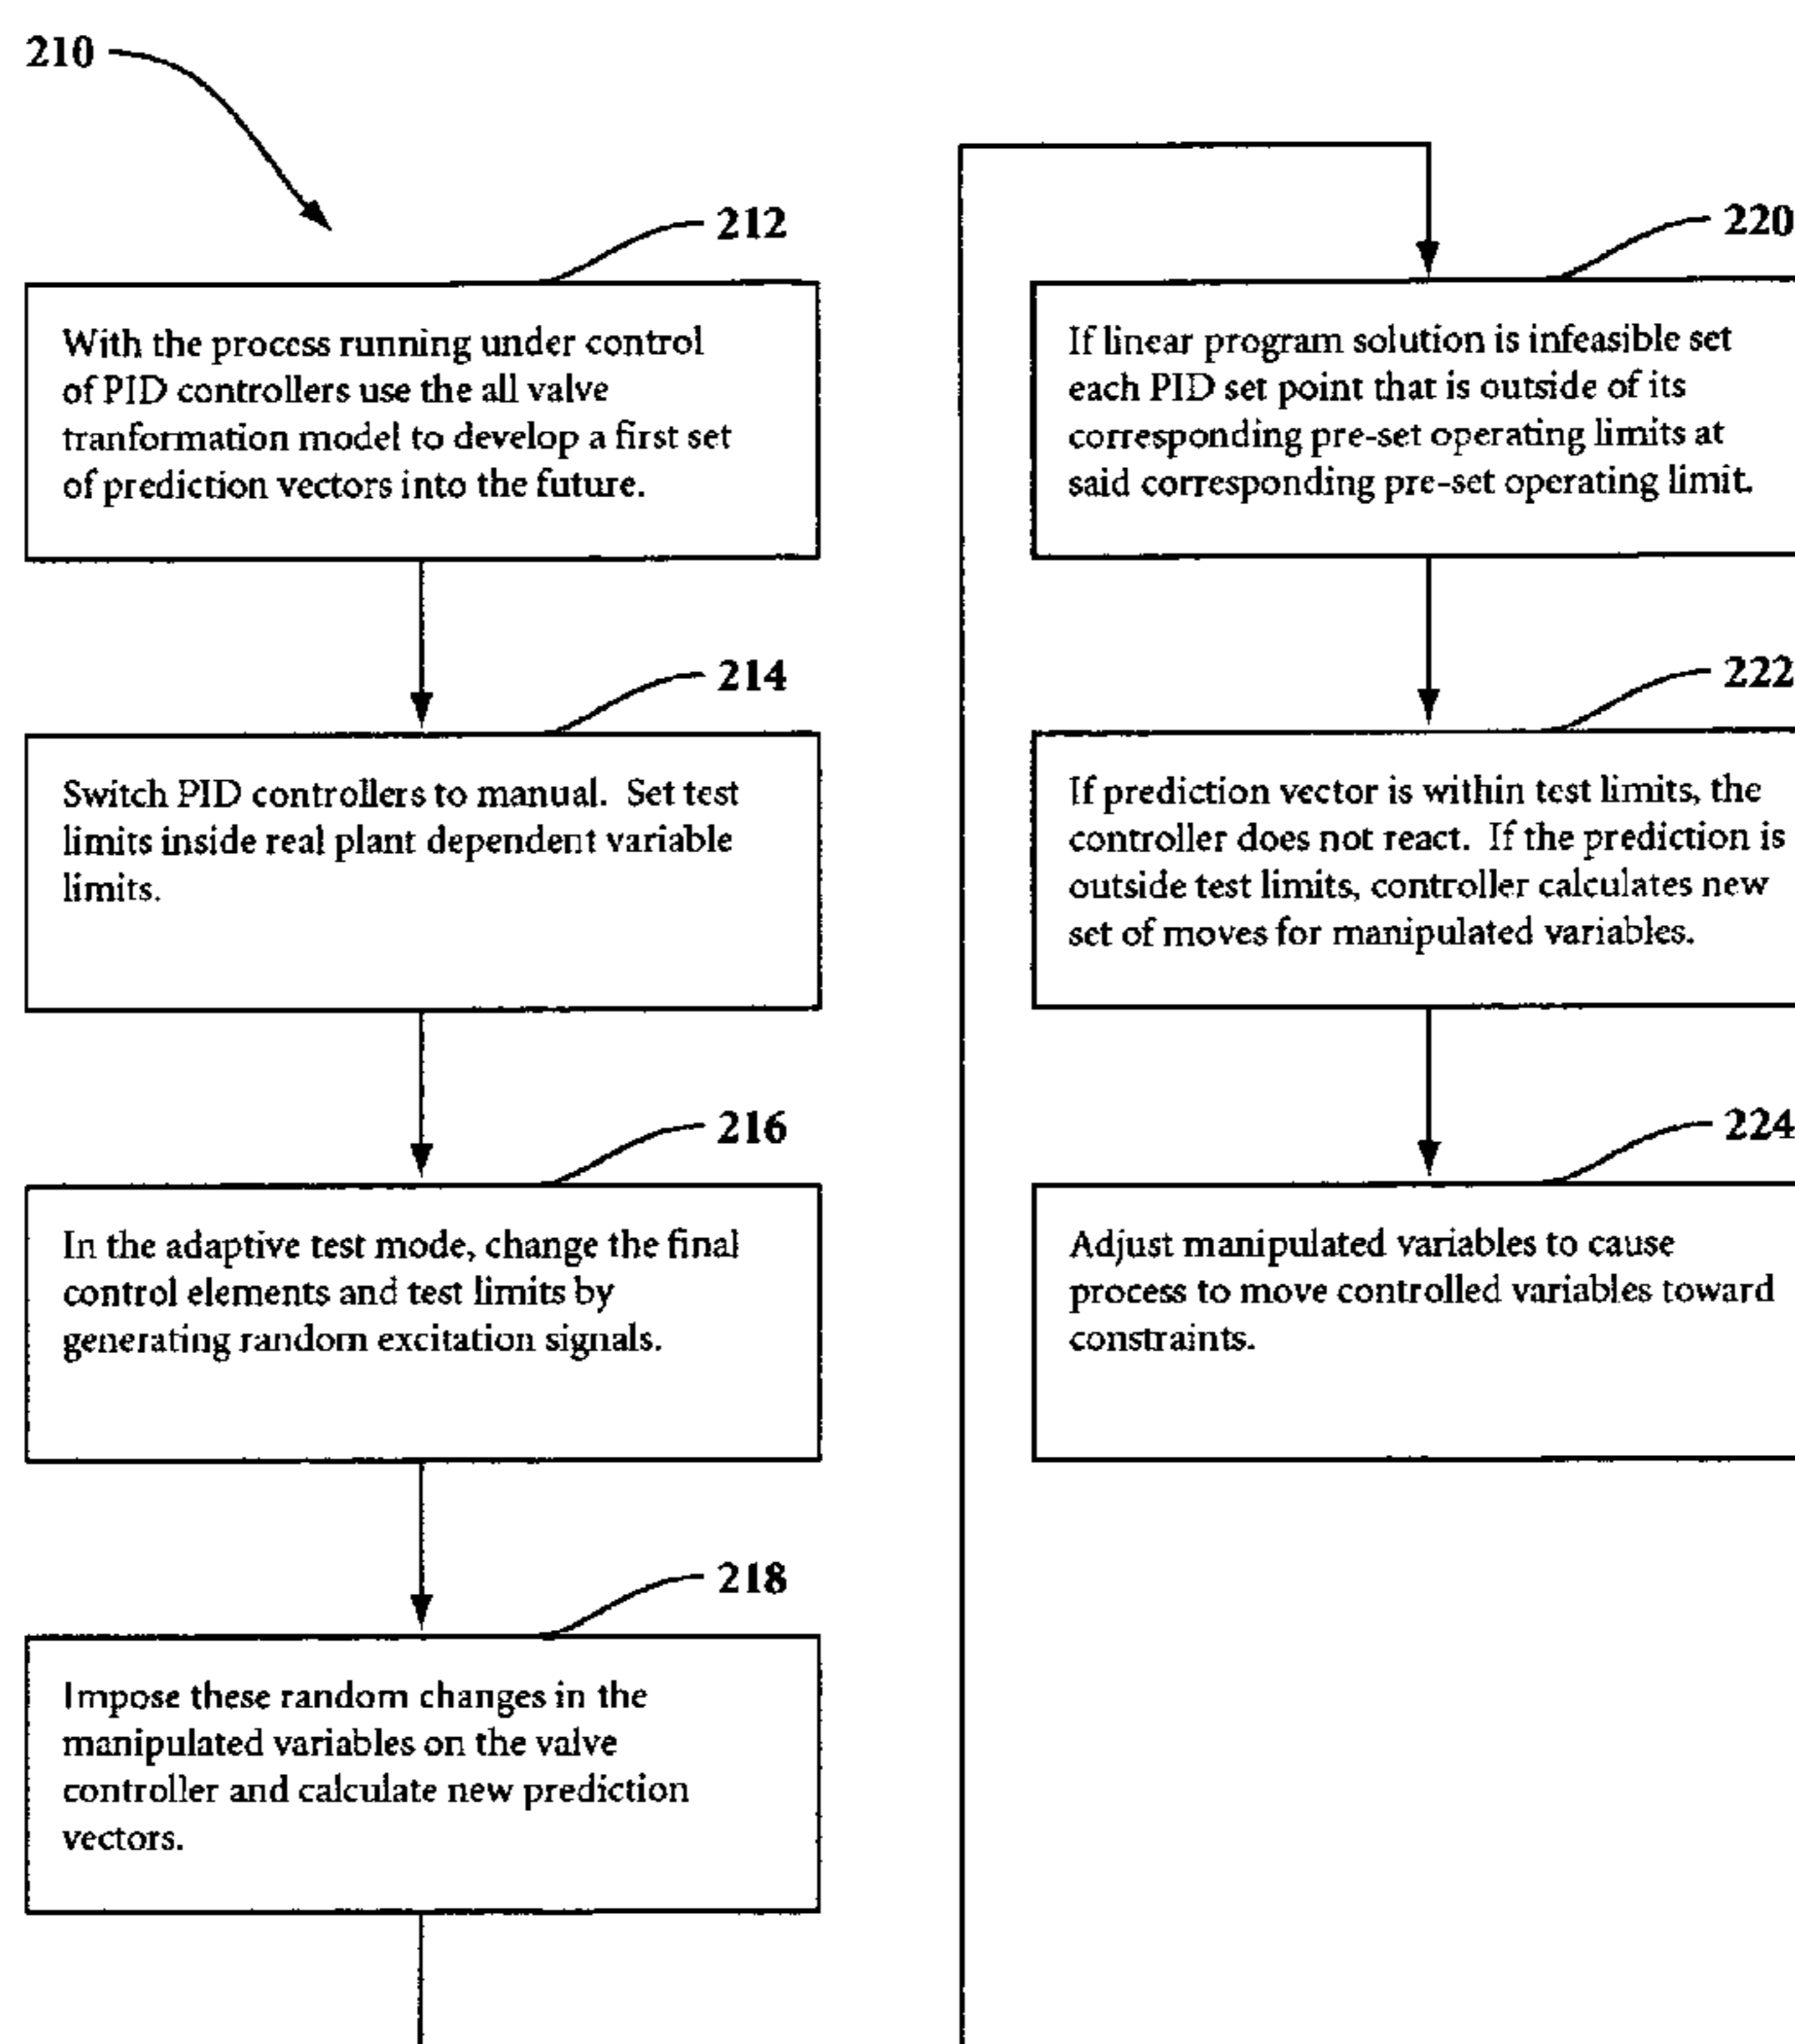 210
212
With the process running under control
of PID controllers use the all valve
tranformation model to develop a first set
of prediction vectors into the future.
214
Switch PID controllers to manual. Set test
limits inside real plant dependent variable
limits.
216
In the adaptive test mode, change the final
control elements and test limits by
generating random excitation signals.
218
Impose these random changes in the
manipulated variables on the valve
controller and calculate new prediction
vectors.
220
If linear program solution is infeasible set
each PID set point that is outside of its
corresponding pre-set operating limits at
said corresponding pre-set operating limit.
222
If prediction vector is within test limits, the
controller does not react. If the prediction is
outside test limits, controller calculates new
set of moves for manipulated variables.
224
Adjust manipulated variables to cause
process to move controlled variables toward
constraints.